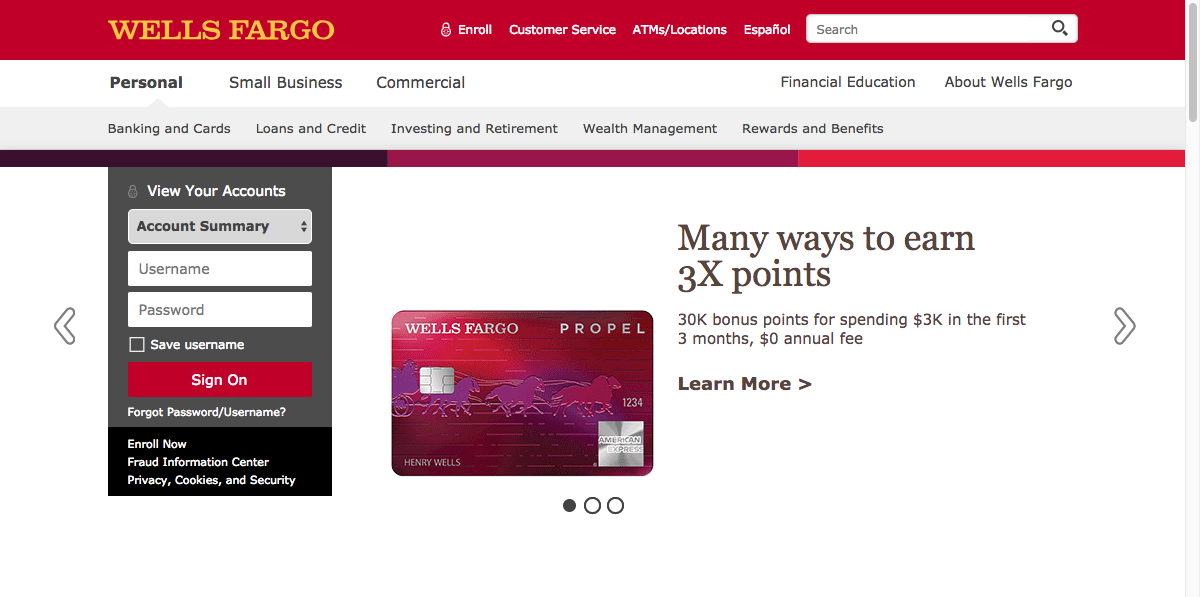 WELLS FARGO
Enroll
Customer Service
ATMs/Locations
Español
Search
Personal
Small Business
Commercial
Financial Education
About Wells Fargo
Banking and Cards
Loans and Credit
Investing and Retirement
Wealth Management
Rewards and Benefits
View Your Accounts
Account Summary
Username
Password
Save username
Sign On
Forgot Password/Username?
Enroll Now
Fraud Information Center
Privacy, Cookies, and Security
WELLS FARGO
PROPEL
1234
AMERICAN
EXPRESS
HENRY WELLS
Many ways to earn
3X points
30K bonus points for spending $3K in the first
3 months, $0 annual fee
Learn More >